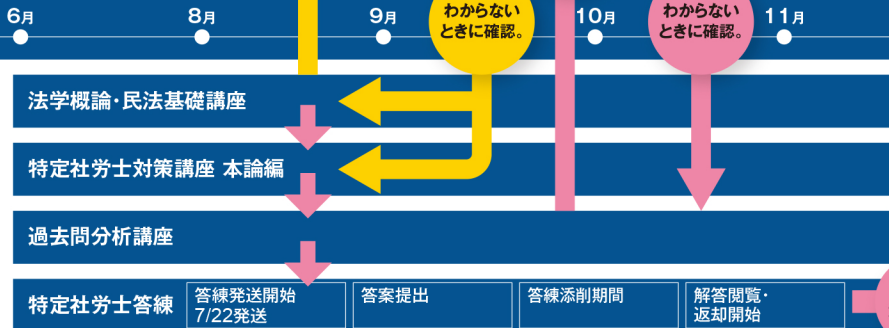 6月 8月 9月 10月 11月
わからない
ときに確認。
わからない
ときに確認。
法学概論・民法基礎講座
特定社労士対策講座 本論編
過去問分析講座
特定社労士答練
答練発送開始
7/22発送
答案提出
答練添削期間
解答閲覧・
返却開始